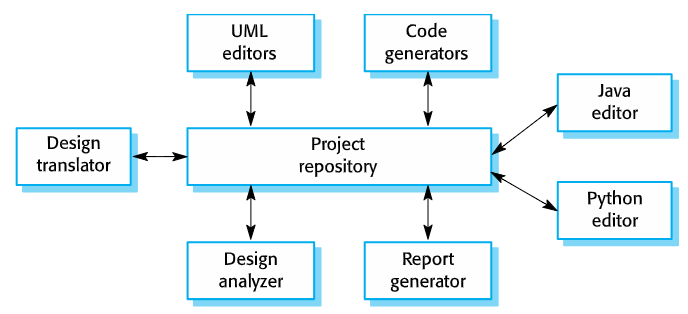 UML
editors
Code
generators
Java
editor
Design
translator
Project
repository
Python
editor
Design
analyzer
Report
generator